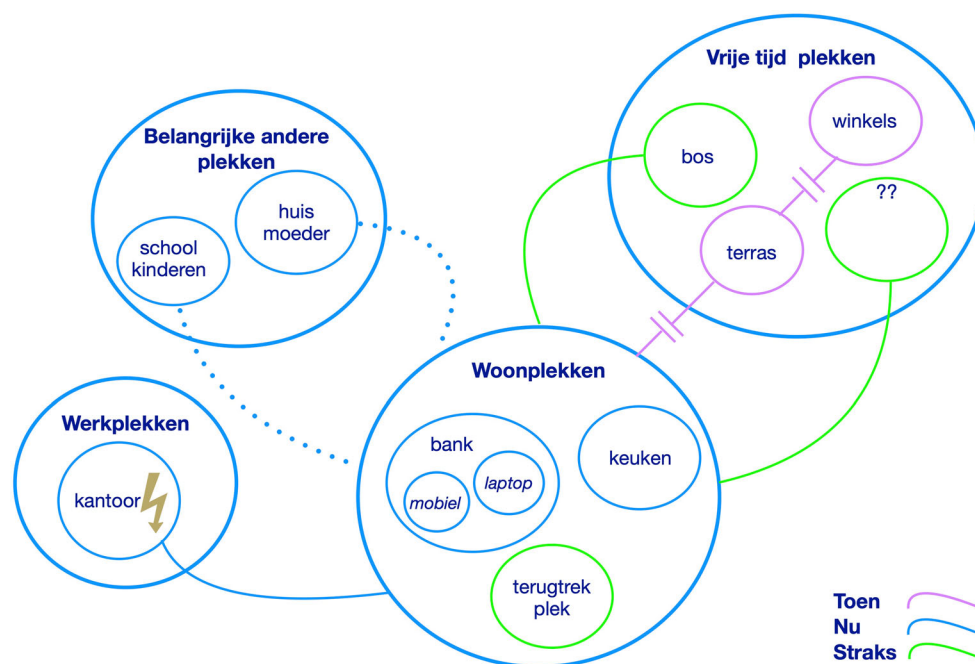 Vrije tijd plekken
winkels
bos
??
terras
Belangrijke andere
plekken
huis
moeder
school
kinderen
Woonplekken
bank
keuken
laptop
mobiel
terugtrek
plek
Werkplekken
kantoor
Toen
Nu
Straks